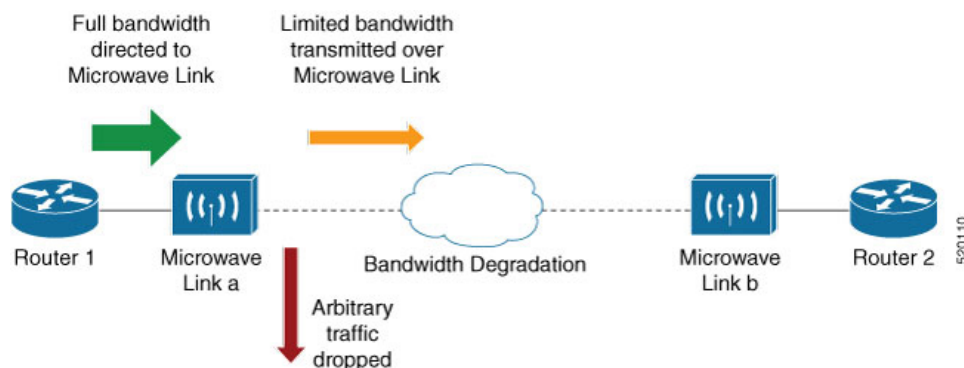 Full bandwidth
directed to
Microwave Link
Limited bandwidth
transmitted over
Microwave Link
Router 1
Microwave
Link a
Bandwidth Degradation
Microwave
Link b
Router 2
Arbitrary
traffic
dropped
520110